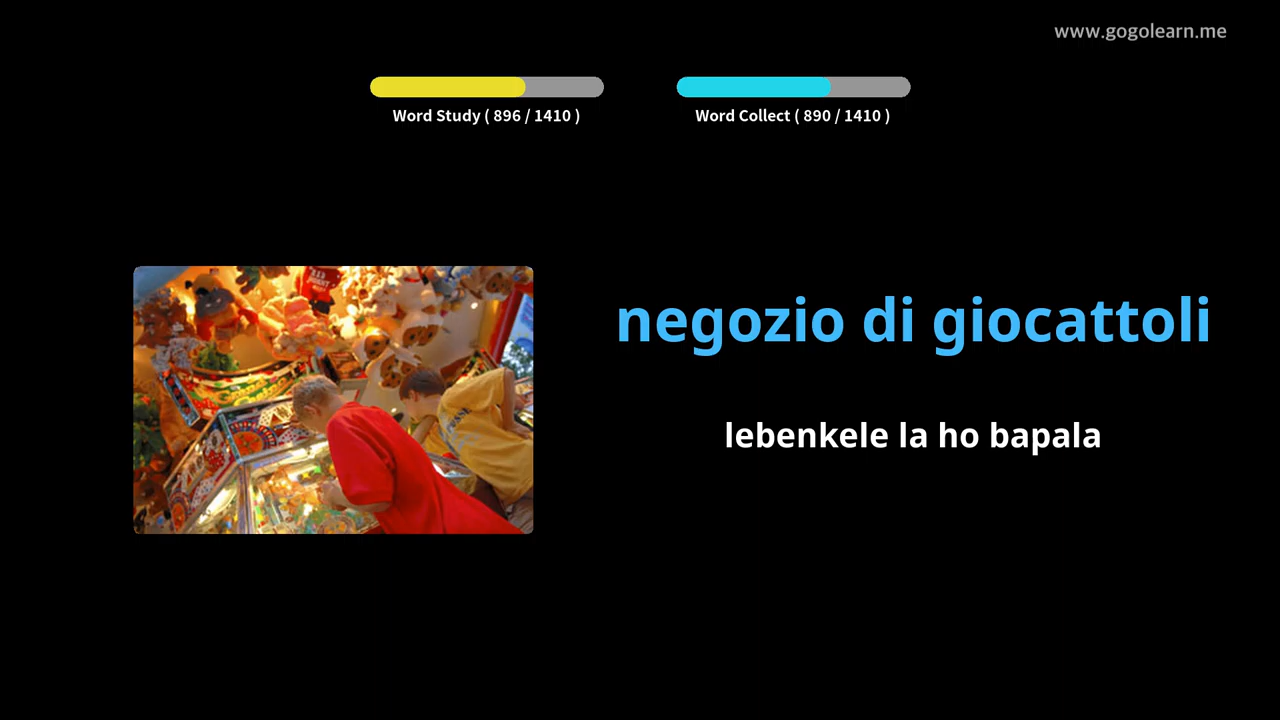 www.gogolearn.me
Word Study ( 896 / 1410 )
Word Collect ( 890 / 1410 )
negozio di giocattoli
lebenkele la ho bapala